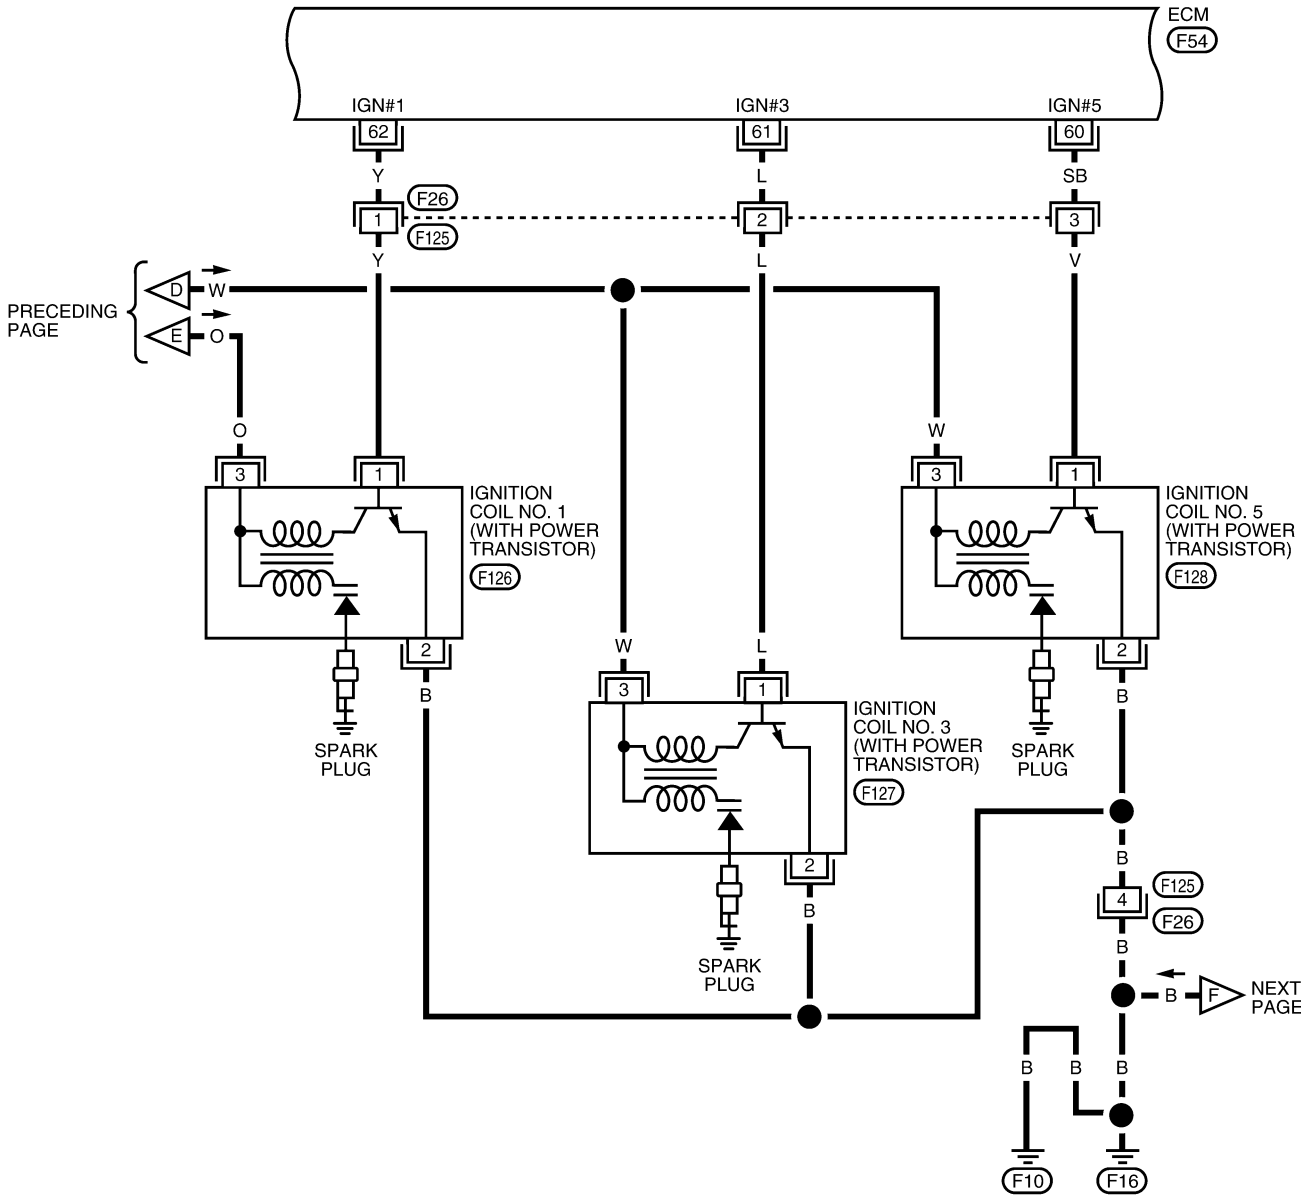 ECM
F54
IGN#1
IGN#3
IGN#5
62
61
60
Y
L
SB
F26
1
2
3
F125
Y
L
V
PRECEDING
PAGE
D
W
E
O
O
W
3
1
3
1
IGNITION
COIL NO. 1
(WITH POWER
TRANSISTOR)
F126
IGNITION
COIL NO. 5
(WITH POWER
TRANSISTOR)
F128
W
L
2
2
B
B
3
1
IGNITION
COIL NO. 3
(WITH POWER
TRANSISTOR)
F127
SPARK
PLUG
SPARK
PLUG
2
B
B
F125
4
F26
B
SPARK
PLUG
B
F
NEXT
PAGE
B
B
B
F10
F16